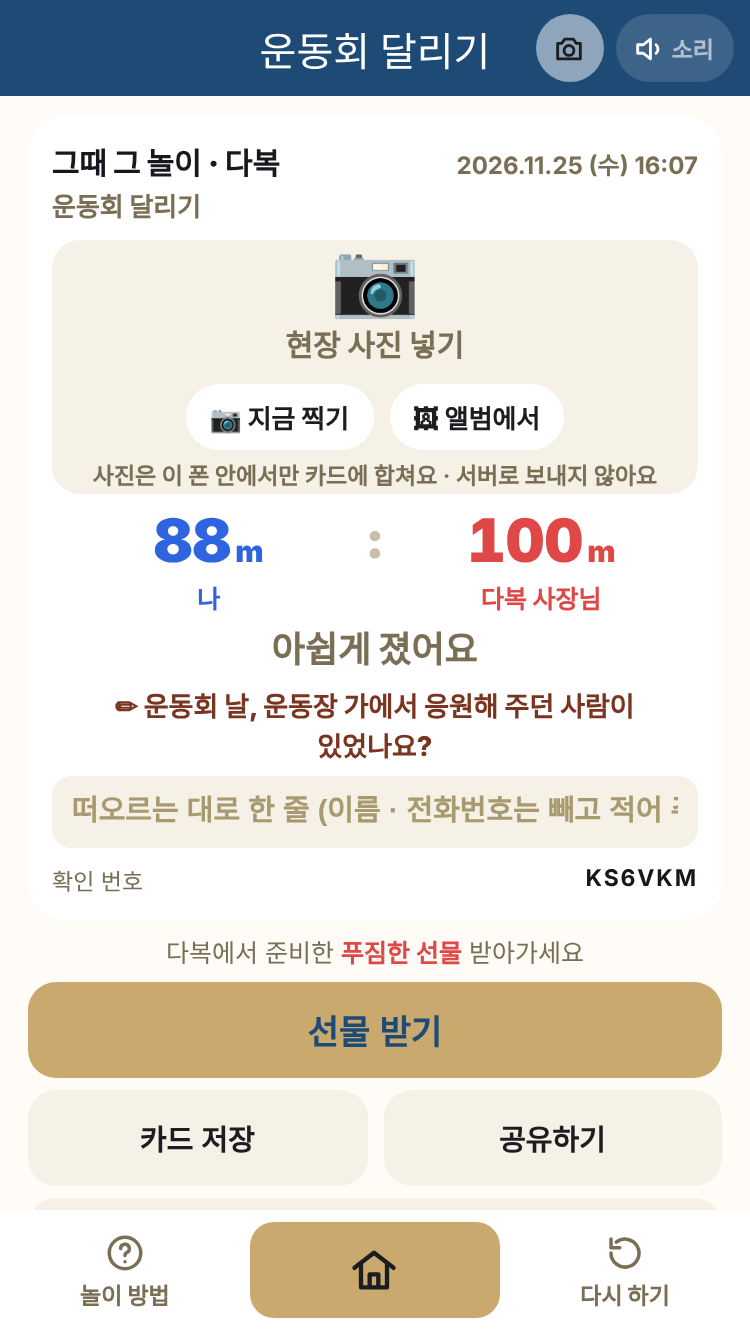 운동회 달리기
소리
그때 그 놀이 · 다복
2026.11.25 (수) 16:07
운동회 달리기
현장 사진 넣기
지금 찍기
앨범에서
사진은 이 폰 안에서만 카드에 합쳐요 · 서버로 보내지 않아요
88m : 100m
나
다복 사장님
아쉽게 졌어요
✏ 운동회 날, 운동장 가에서 응원해 주던 사람이
있었나요?
떠오르는 대로 한 줄 (이름 · 전화번호는 빼고 적어
확인 번호
KS6VKM
다복에서 준비한 푸짐한 선물 받아가세요
선물 받기
카드 저장
공유하기
놀이 방법
다시 하기